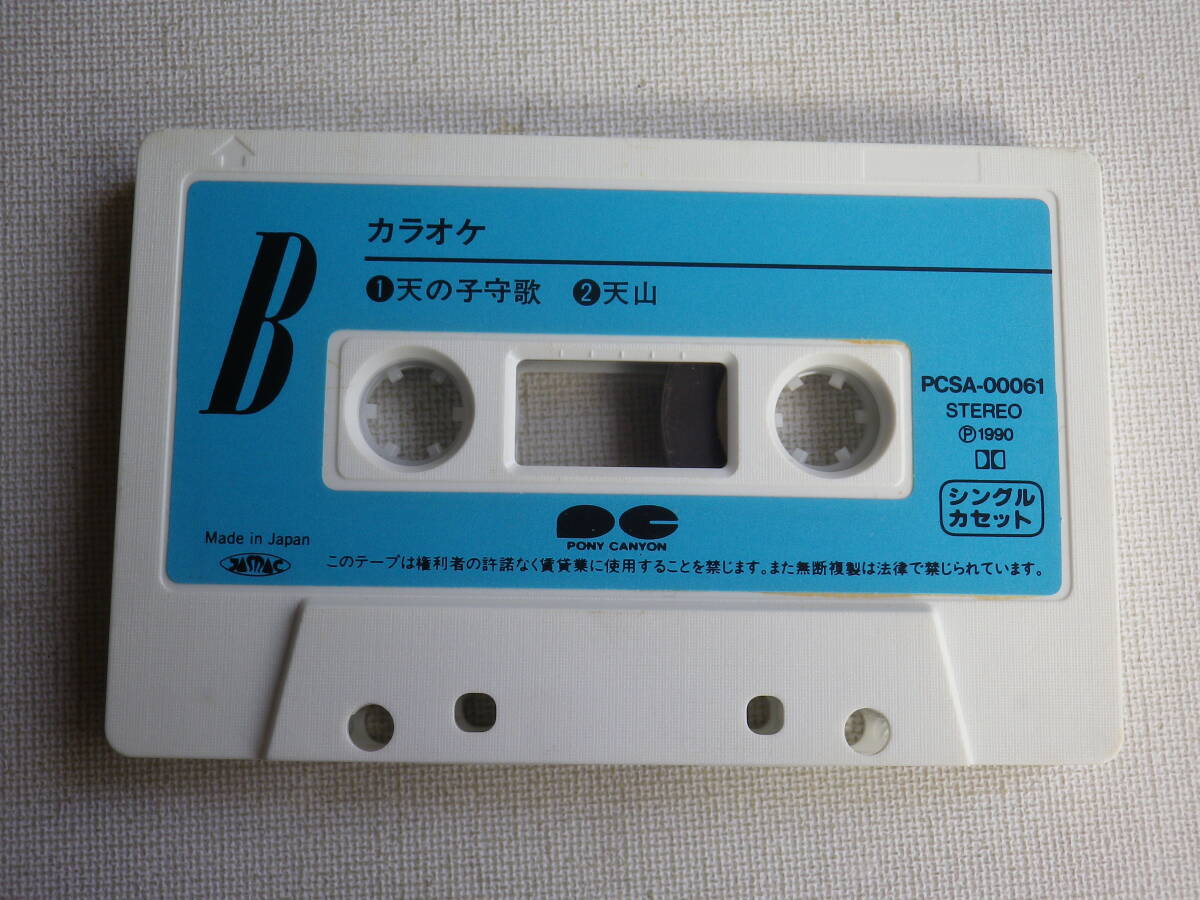 B
カラオケ
❶天の子守歌 ❷天山
PCSA-00061
STEREO
Ⓟ1990
シングル
カセット
PONY CANYON
Made in Japan
JASRAC
このテープは権利者の許諾なく賃貸業に使用することを禁じます。また無断複製は法律で禁じられています。